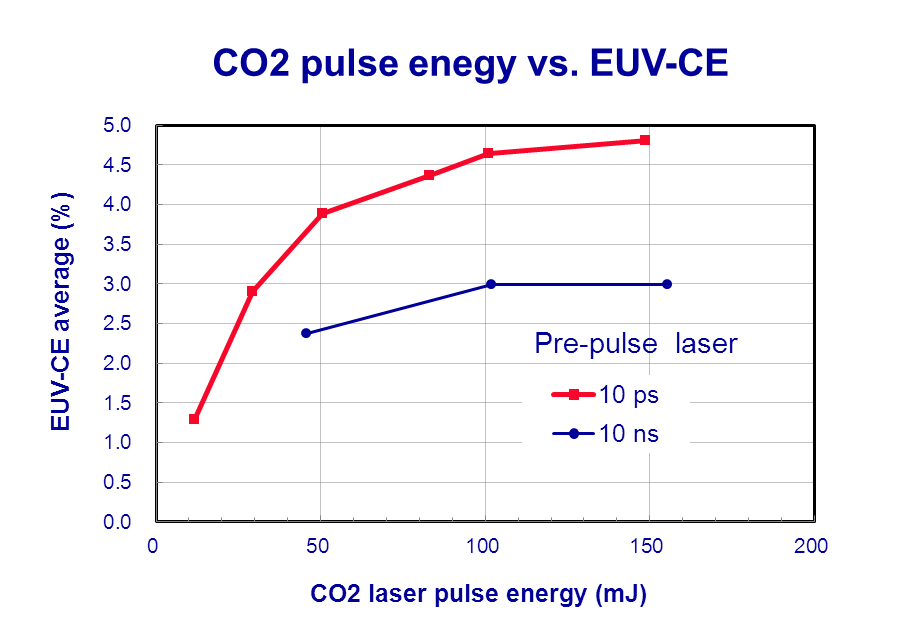 CO2 pulse enegy vs. EUV-CE
5.0
4.5
4.0
3.5
3.0
2.5
2.0
1.5
1.0
0.5
0.0
EUV-CE average (%)
Pre-pulse laser
10 ps
10 ns
0 50 100 150 200
CO2 laser pulse energy (mJ)